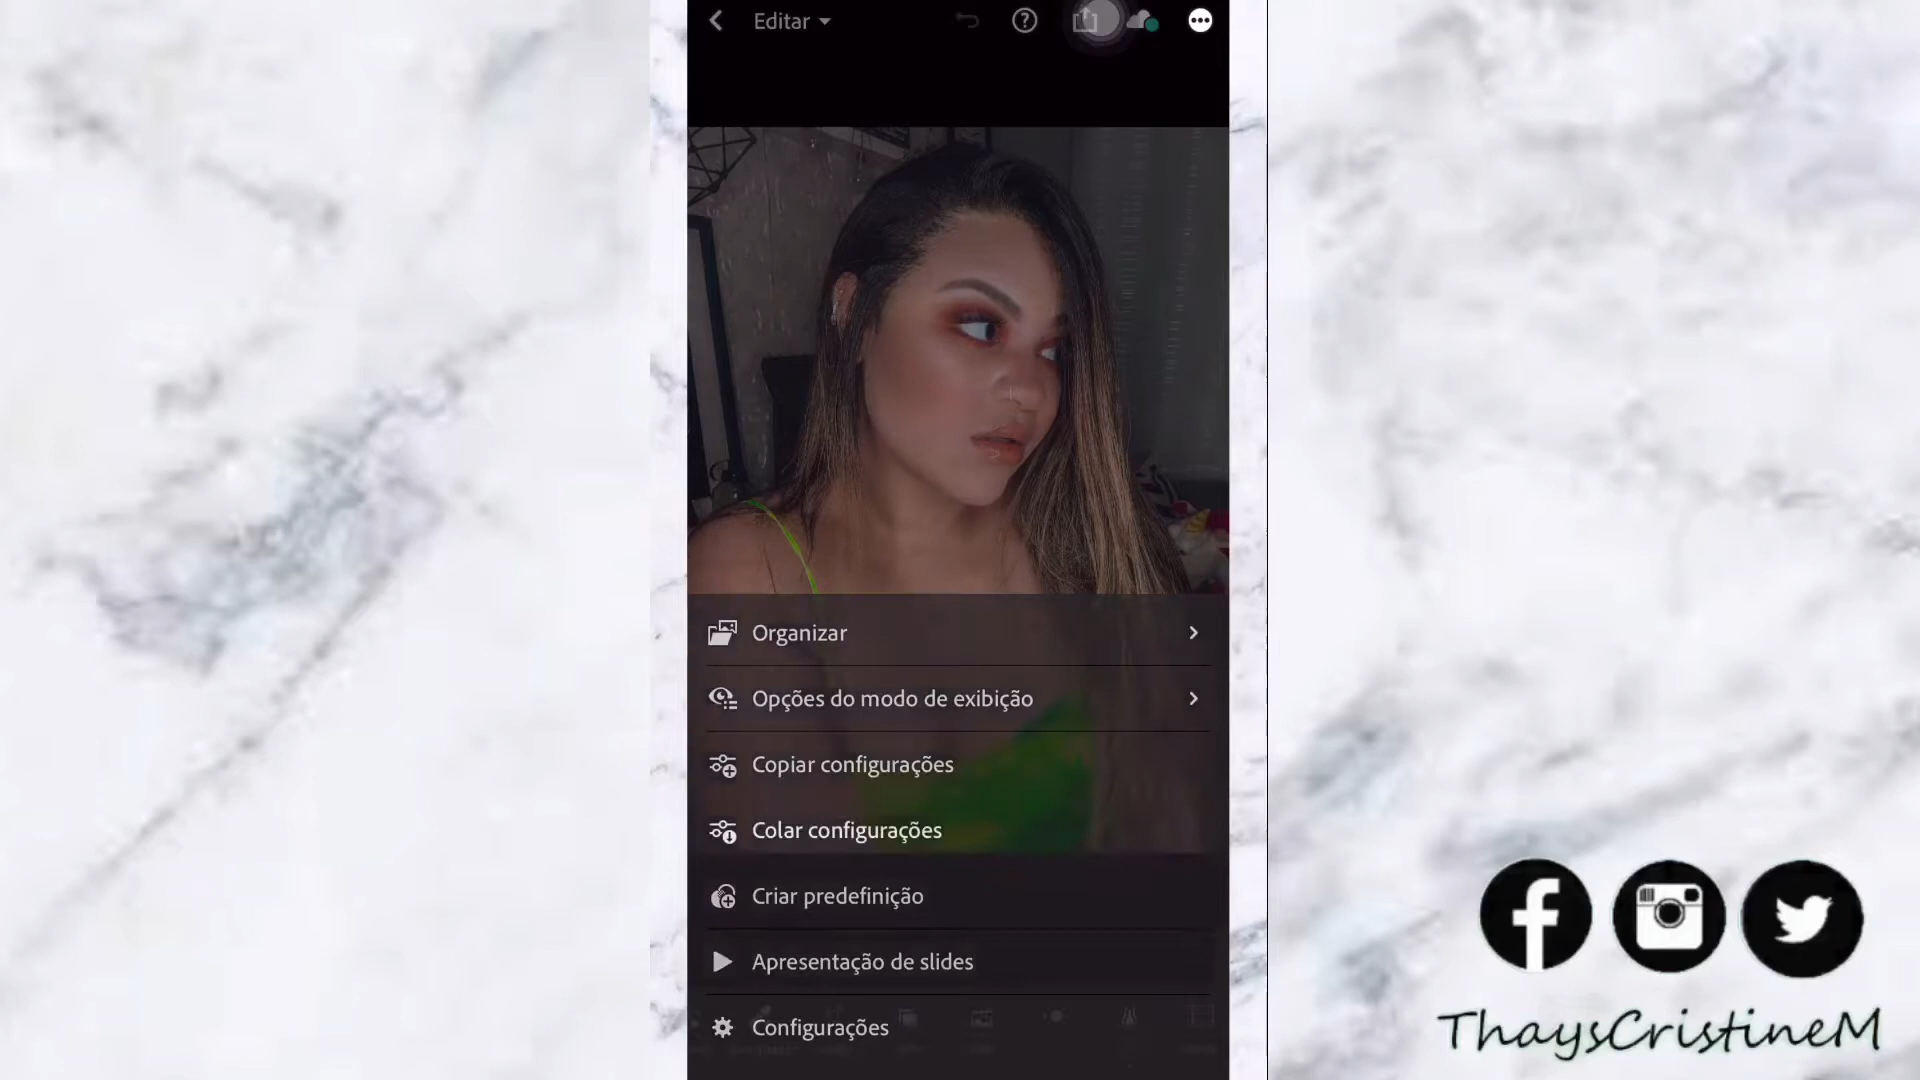 Editar
Organizar
Opções do modo de exibição
Copiar configurações
Colar configurações
Criar predefinição
Apresentação de slides
Configurações
ThaysCristineM